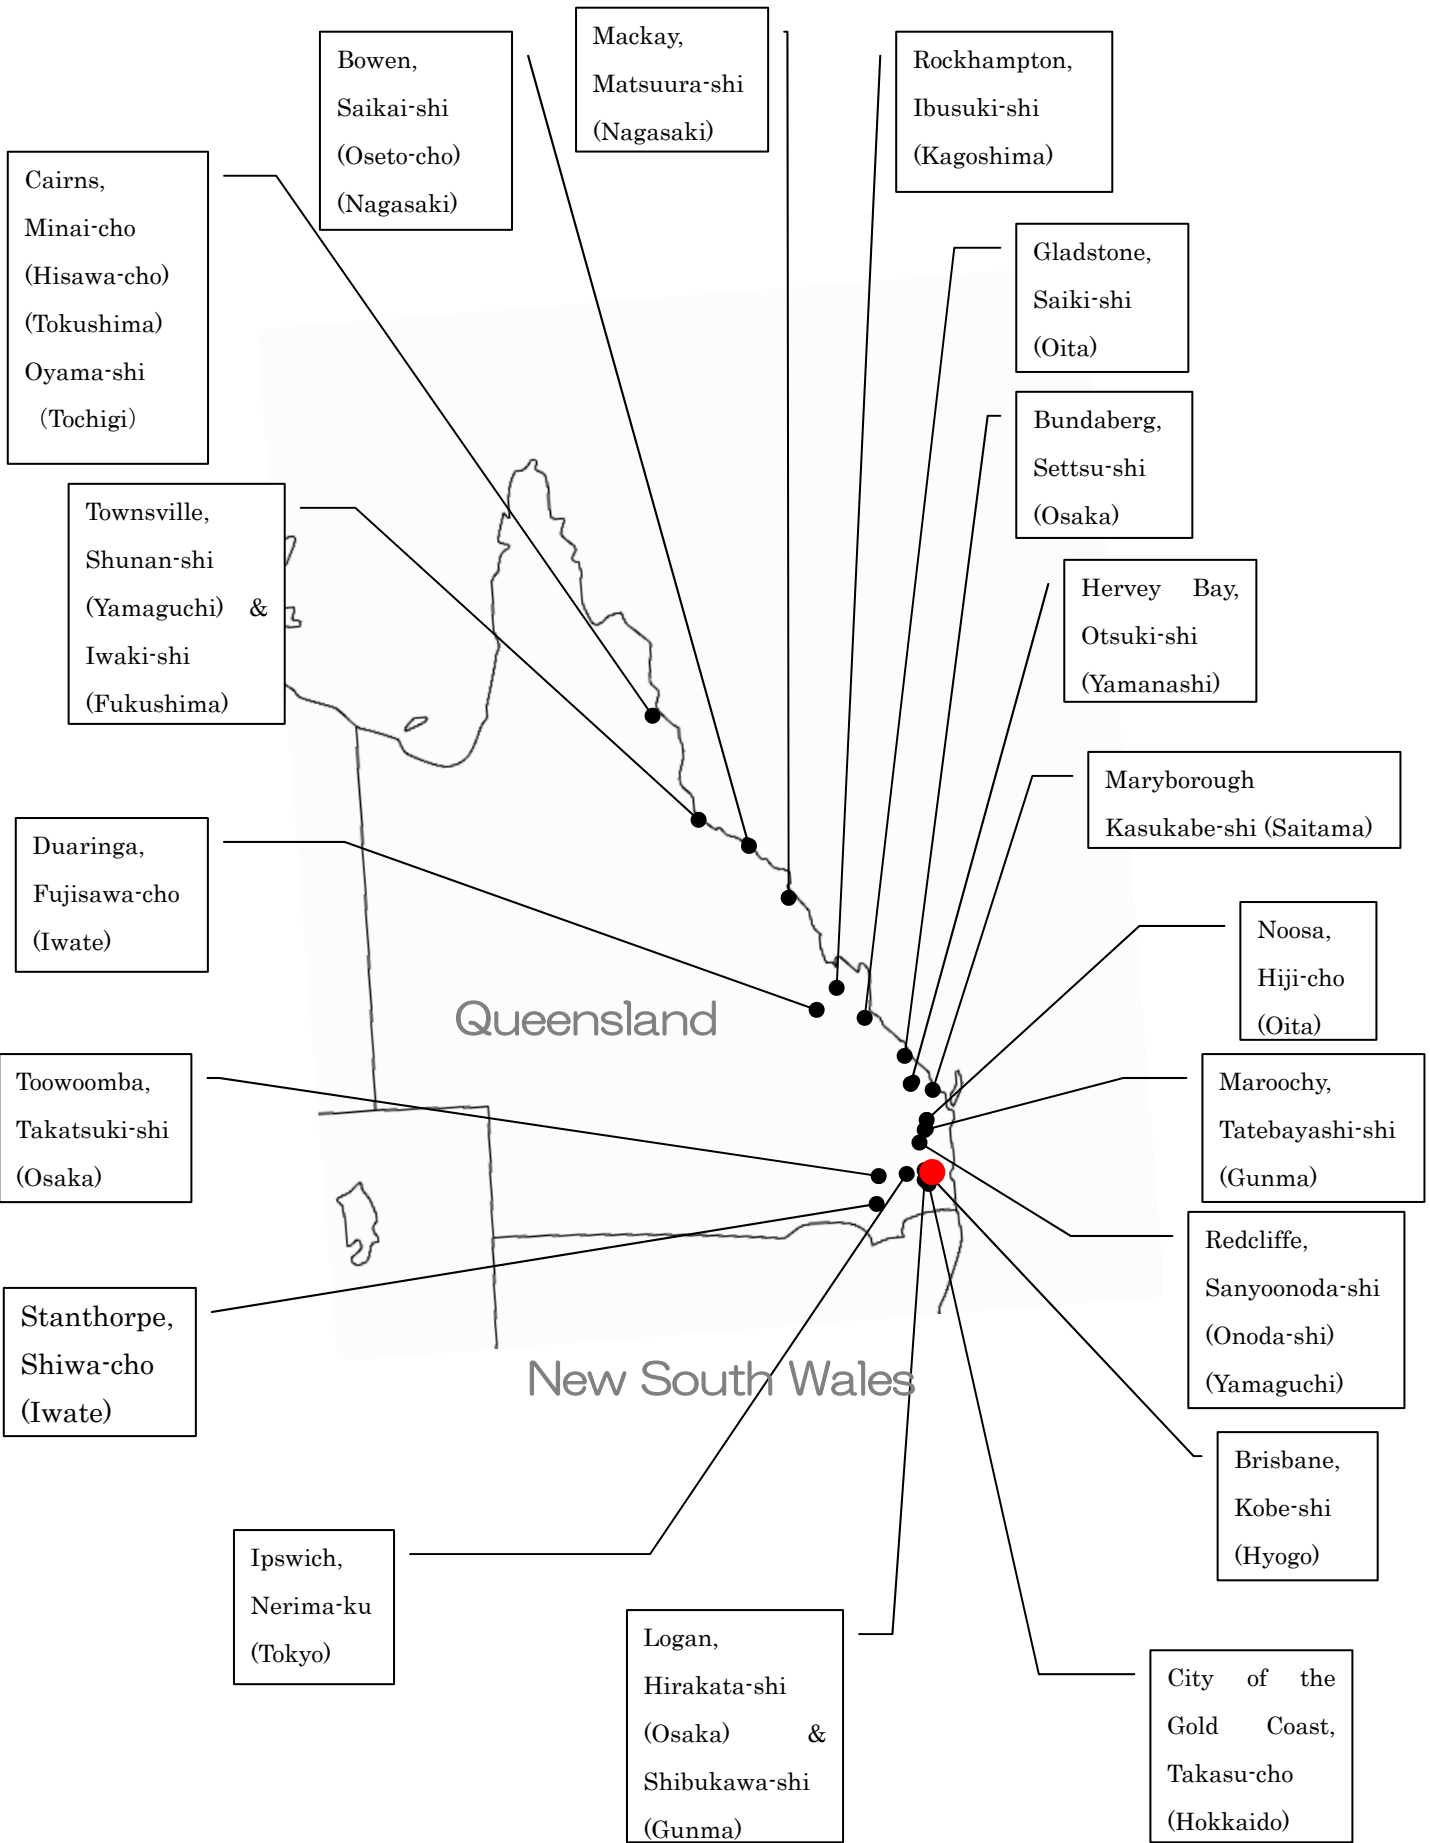 Bowen,
Saikai-shi
(Oseto-cho)
(Nagasaki)
Mackay,
Matsuura-shi
(Nagasaki)
Rockhampton,
Ibusuki-shi
(Kagoshima)
Cairns,
Minai-cho
(Hisawa-cho)
(Tokushima)
Oyama-shi
（Tochigi）
Gladstone,
Saiki-shi
(Oita)
Bundaberg,
Settsu-shi
(Osaka)
Townsville,
Shunan-shi
(Yamaguchi) &
Iwaki-shi
(Fukushima)
Hervey Bay,
Otsuki-shi
(Yamanashi)
Maryborough
Kasukabe-shi (Saitama)
Duaringa,
Fujisawa-cho
(Iwate)
Noosa,
Hiji-cho
(Oita)
Queensland
Toowoomba,
Takatsuki-shi
(Osaka)
Maroochy,
Tatebayashi-shi
(Gunma)
Redcliffe,
Sanyoonoda-shi
(Onoda-shi)
(Yamaguchi)
Stanthorpe,
Shiwa-cho
(Iwate)
New South Wales
Brisbane,
Kobe-shi
(Hyogo)
Ipswich,
Nerima-ku
(Tokyo)
Logan,
Hirakata-shi
(Osaka) &
Shibukawa-shi
(Gunma)
City of the
Gold Coast,
Takasu-cho
(Hokkaido)